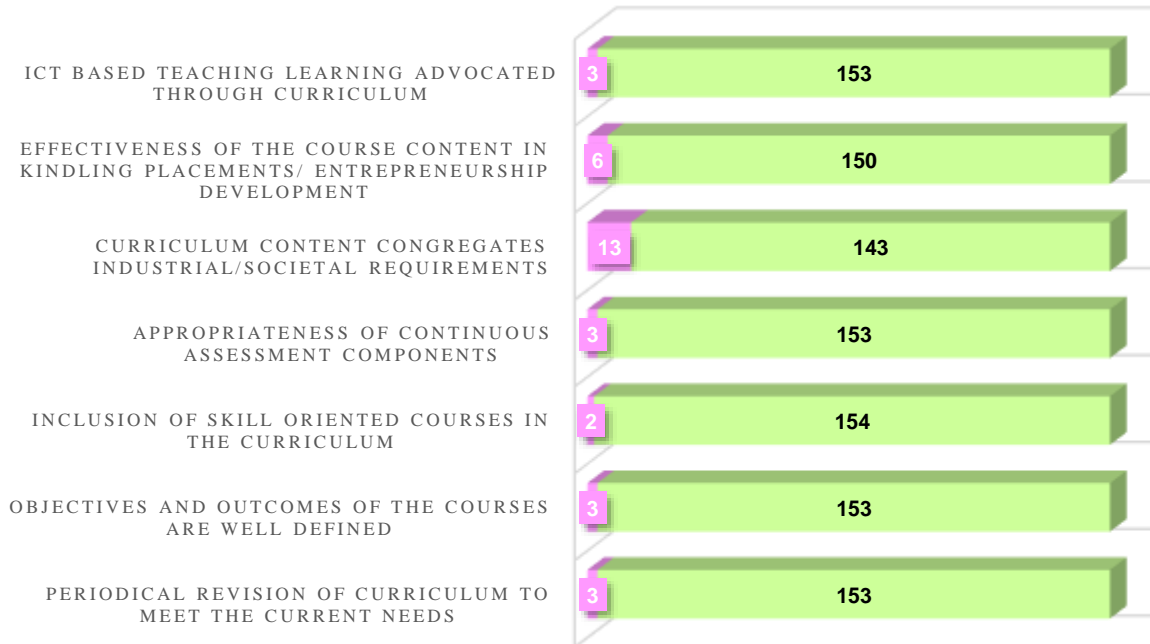 ICT BASED TEACHING LEARNING ADVOCATED
THROUGH CURRICULUM
3
153
EFFECTIVENESS OF THE COURSE CONTENT IN
KINDLING PLACEMENTS/ ENTREPRENEURSHIP
DEVELOPMENT
6
150
CURRICULUM CONTENT CONGREGATES
INDUSTRIAL/SOCIETAL REQUIREMENTS
13
143
APPROPRIATENESS OF CONTINUOUS
ASSESSMENT COMPONENTS
3
153
INCLUSION OF SKILL ORIENTED COURSES IN
THE CURRICULUM
2
154
OBJECTIVES AND OUTCOMES OF THE COURSES
ARE WELL DEFINED
3
153
PERIODICAL REVISION OF CURRICULUM TO
MEET THE CURRENT NEEDS
3
153